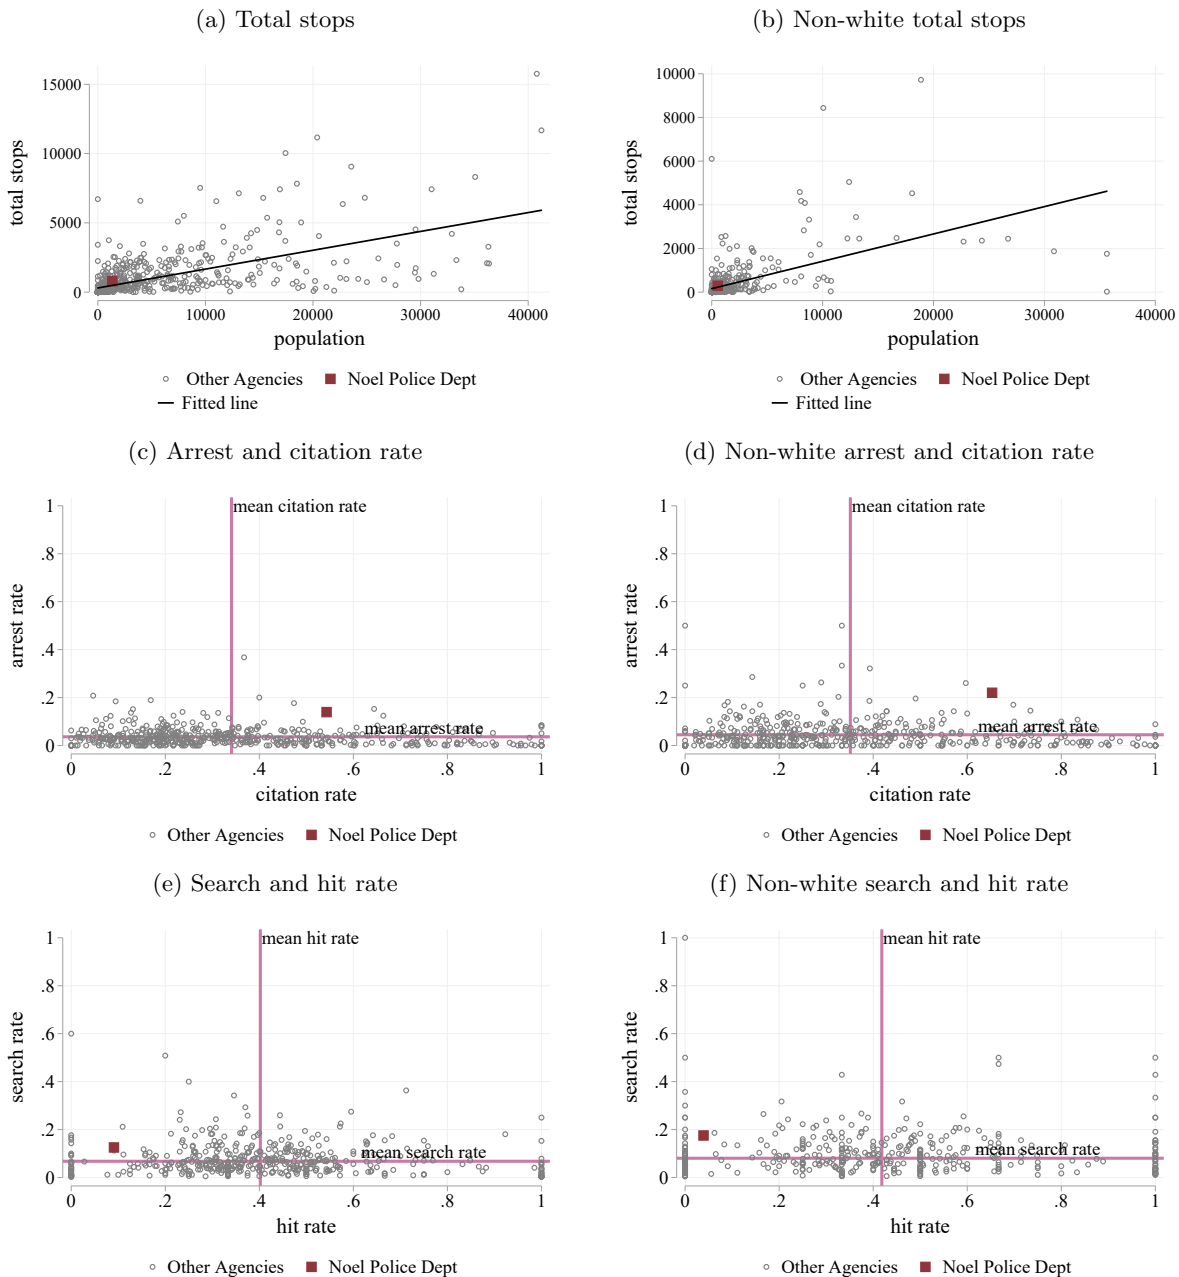 (a) Total stops
(b) Non-white total stops
total stops
15000
10000
5000
0
0
10000
20000
30000
40000
population
Other Agencies
Noel Police Dept
Fitted line
total stops
10000
8000
6000
4000
2000
0
0
10000
20000
30000
40000
population
Other Agencies
Noel Police Dept
Fitted line
(c) Arrest and citation rate
(d) Non-white arrest and citation rate
arrest rate
1
.8
.6
.4
.2
0
mean citation rate
mean arrest rate
0
.2
.4
.6
.8
1
citation rate
Other Agencies
Noel Police Dept
arrest rate
1
.8
.6
.4
.2
0
mean citation rate
mean arrest rate
0
.2
.4
.6
.8
1
citation rate
Other Agencies
Noel Police Dept
(e) Search and hit rate
(f) Non-white search and hit rate
search rate
1
.8
.6
.4
.2
0
mean hit rate
mean search rate
0
.2
.4
.6
.8
1
hit rate
Other Agencies
Noel Police Dept
search rate
1
.8
.6
.4
.2
0
mean hit rate
mean search rate
0
.2
.4
.6
.8
1
hit rate
Other Agencies
Noel Police Dept